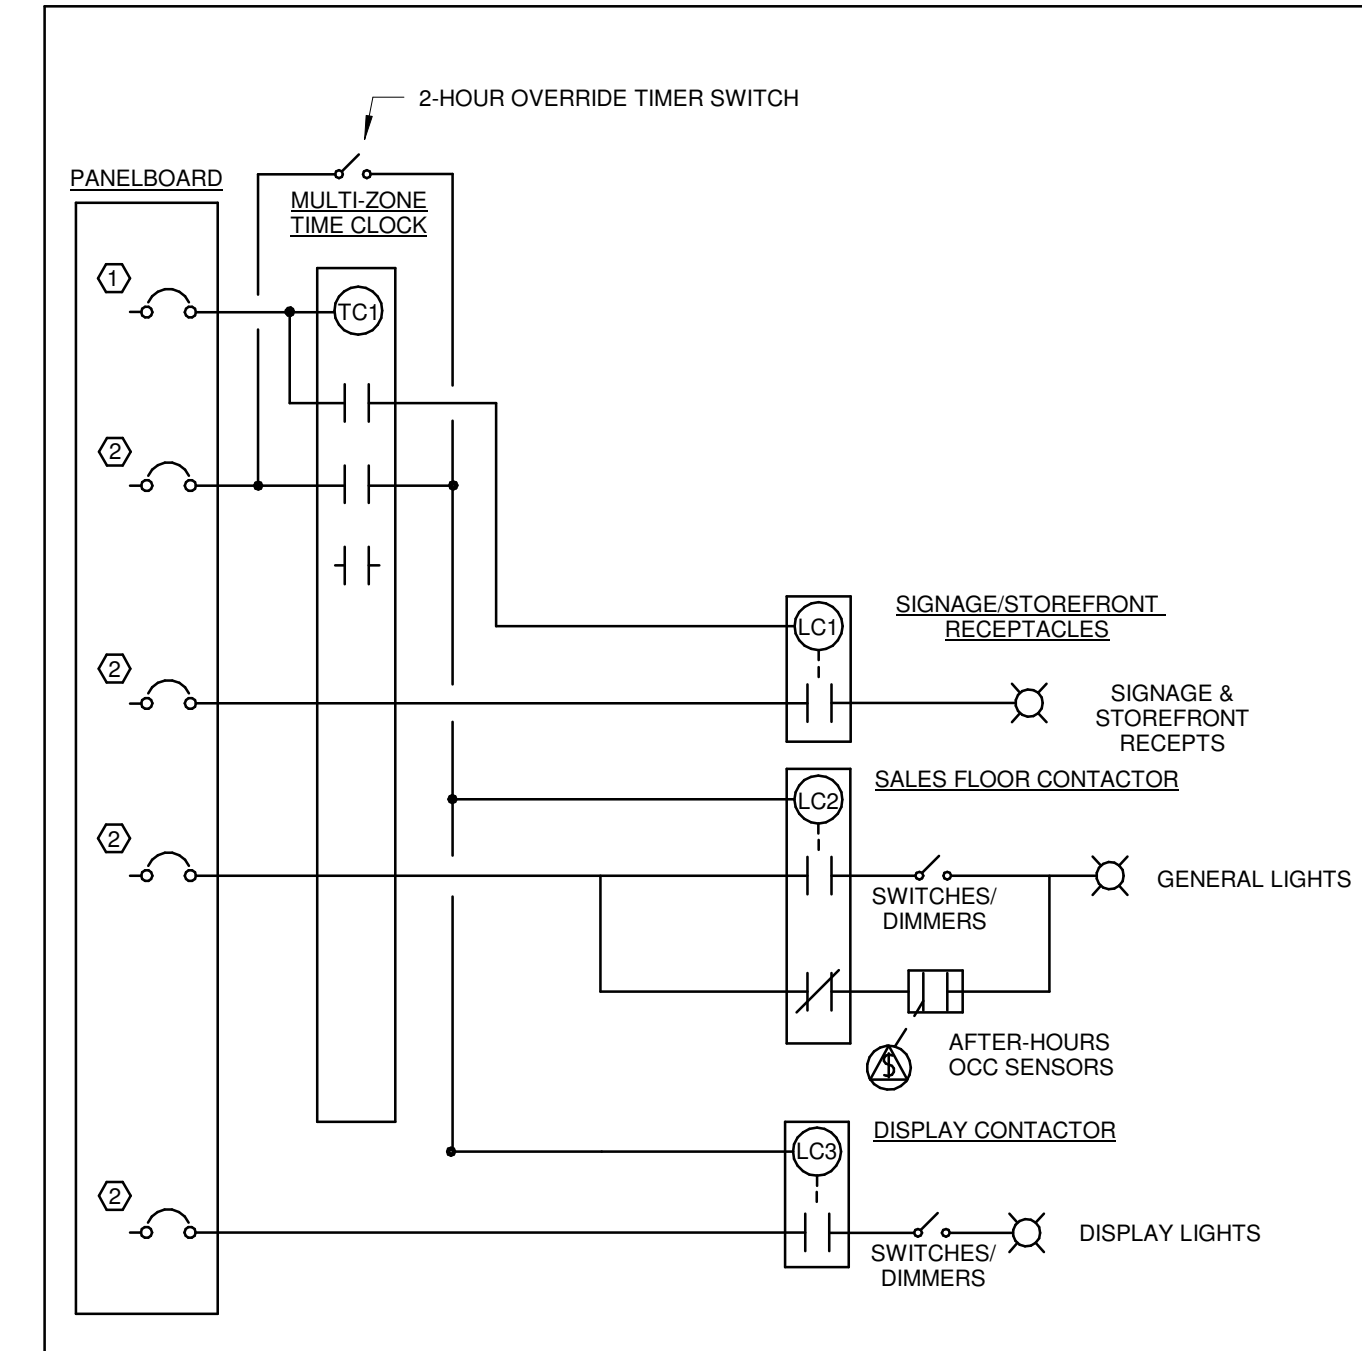 2-HOUR OVERRIDE TIMER SWITCH
PANELBOARD
MULTI-ZONE
TIME CLOCK
1
TC1
2
2
LC1
SIGNAGE/STOREFRONT
RECEPTACLES
SIGNAGE &
STOREFRONT
RECEPTS
2
LC2
SALES FLOOR CONTACTOR
SWITCHES/
DIMMERS
GENERAL LIGHTS
$
AFTER-HOURS
OCC SENSORS
2
LC3
DISPLAY CONTACTOR
SWITCHES/
DIMMERS
DISPLAY LIGHTS